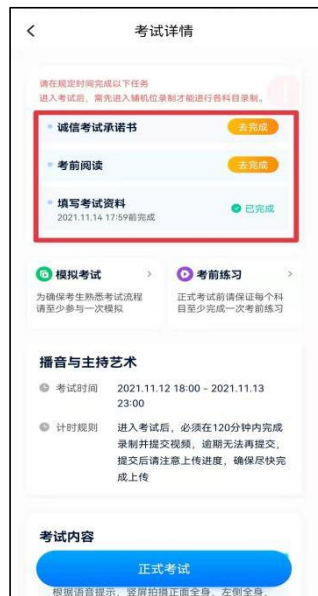 考试详情
请在规定时间完成以下任务
进入考试后，需先进入辅机位录制才能进行各科目录制。
诚信考试承诺书
去完成
考前阅读
去完成
填写考试资料
2021.11.14 17:59前完成
已完成
模拟考试
为确保考生熟悉考试流程
请至少参与一次模拟
考前练习
正式考试前请保证每个科
目至少完成一次考前练习
播音与主持艺术
考试时间
2021.11.12 18:00 - 2021.11.13
23:00
计时规则
进入考试后，必须在120分钟内完成
录制并提交视频，逾期无法再提交，
提交后请注意上传进度，确保尽快完
成上传
考试内容
正式考试
根据语音提示，竖屏拍摄正面全身、左侧全身、